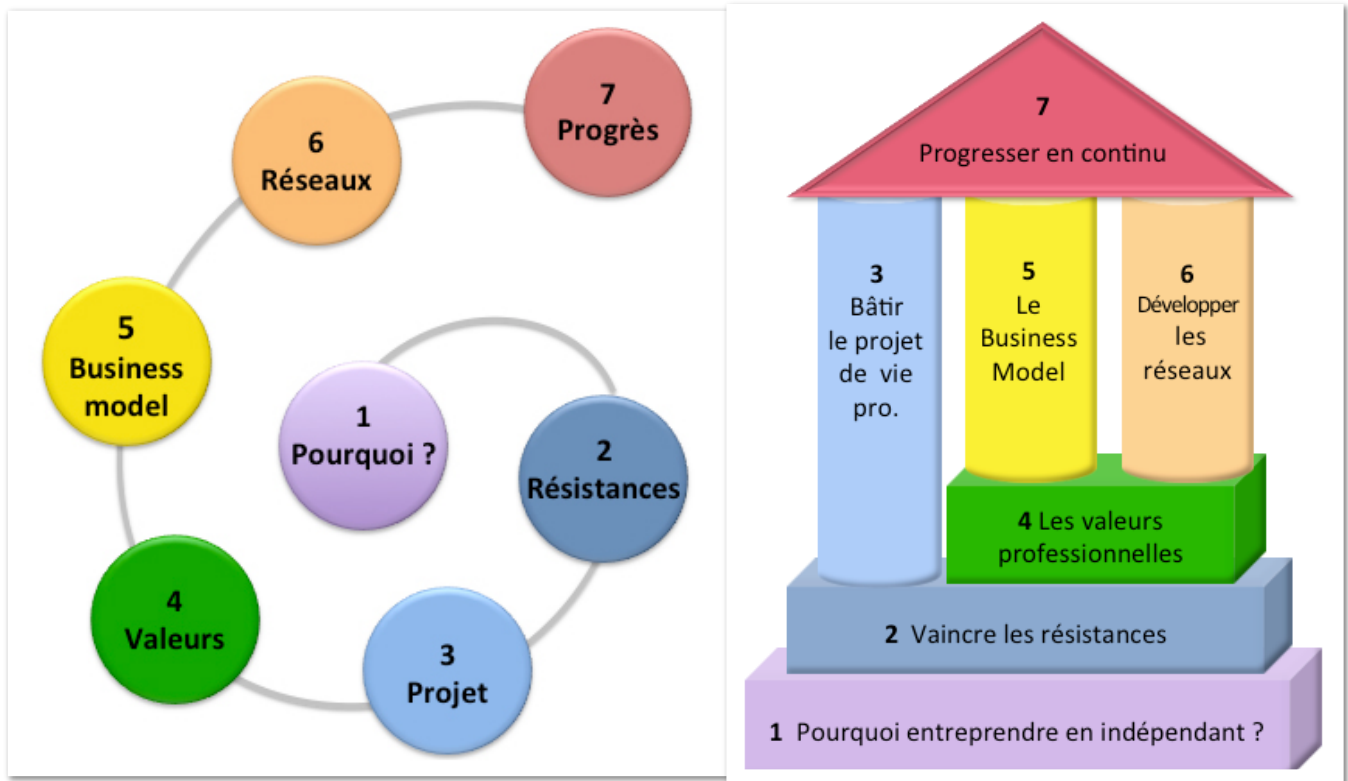 1
Pourquoi ?
2
Résistances
3
Projet
4
Valeurs
5
Business
model
6
Réseaux
7
Progrès
7
Progresser en continu
3
Bâtir
le projet
de vie
pro.
5
Le
Business
Model
6
Développer
les
réseaux
4 Les valeurs
professionnelles
2 Vaincre les résistances
1 Pourquoi entreprendre en indépendant ?